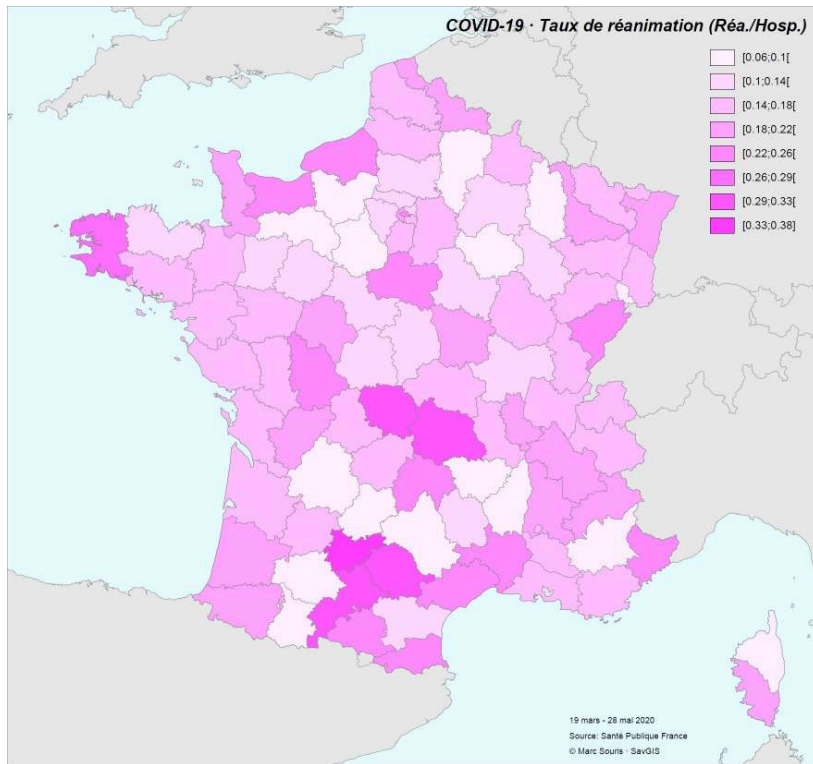 COVID-19 · Taux de réanimation (Réa./Hosp.)
[0.06;0.1[
[0.1;0.14[
[0.14;0.18[
[0.18;0.22[
[0.22;0.26[
[0.26;0.29[
[0.29;0.33[
[0.33;0.38[
19 mars - 28 mai 2020
Source: Santé Publique France
© Marc Souris - SavGIS